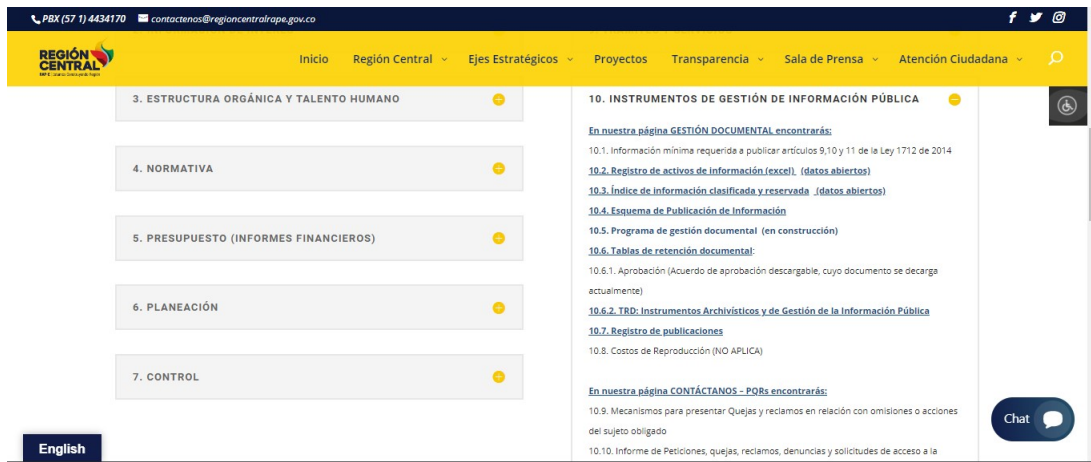 PBX (57 1) 4434170 contactenos@regioncentralrape.gov.co
REGIÓN
CENTRAL
Inicio Región Central Ejes Estratégicos Proyectos Transparencia Sala de Prensa Atención Ciudadana
3. ESTRUCTURA ORGÁNICA Y TALENTO HUMANO
4. NORMATIVA
5. PRESUPUESTO (INFORMES FINANCIEROS)
6. PLANEACIÓN
7. CONTROL
10. INSTRUMENTOS DE GESTIÓN DE INFORMACIÓN PÚBLICA
En nuestra página GESTIÓN DOCUMENTAL encontrarás:
10.1. Información mínima requerida a publicar artículos 9,10 y 11 de la Ley 1712 de 2014
10.2. Registro de activos de información (excel) (datos abiertos)
10.3. Índice de información clasificada y reservada (datos abiertos)
10.4. Esquema de Publicación de Información
10.5. Programa de gestión documental (en construcción)
10.6. Tablas de retención documental:
10.6.1. Aprobación (Acuerdo de aprobación descargable, cuyo documento se decarga
actualmente)
10.6.2. TRD: Instrumentos Archivísticos y de Gestión de la Información Pública
10.7. Registro de publicaciones
10.8. Costos de Reproducción (NO APLICA)
En nuestra página CONTÁCTANOS – PQRs encontrarás:
10.9. Mecanismos para presentar Quejas y reclamos en relación con omisiones o acciones
del sujeto obligado
10.10. Informe de Peticiones, quejas, reclamos, denuncias y solicitudes de acceso a la
Chat
English